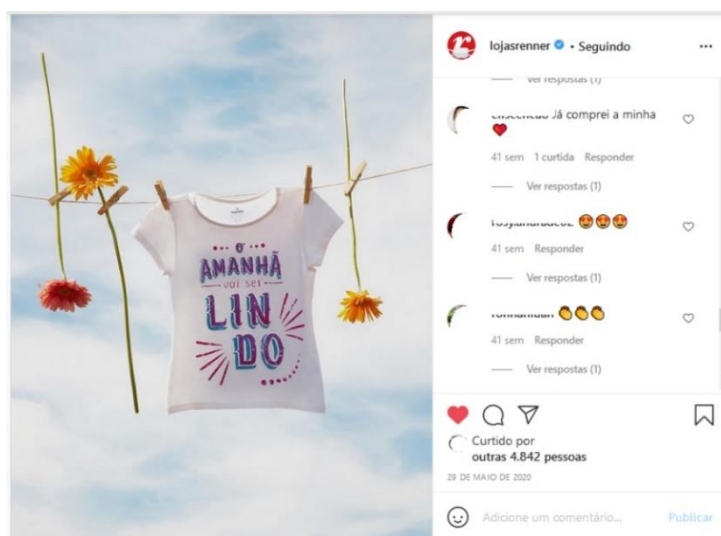 lojasrenner • Seguindo
Ver respostas (1)
Já comprei a minha
41 sem 1 curtida Responder
Ver respostas (1)
41 sem Responder
Ver respostas (1)
41 sem Responder
Ver respostas (1)
Curtido por
outras 4.842 pessoas
29 DE MAIO DE 2020
Adicione um comentário... Publicar
O
AMANHÃ
vai ser
LIN
DO